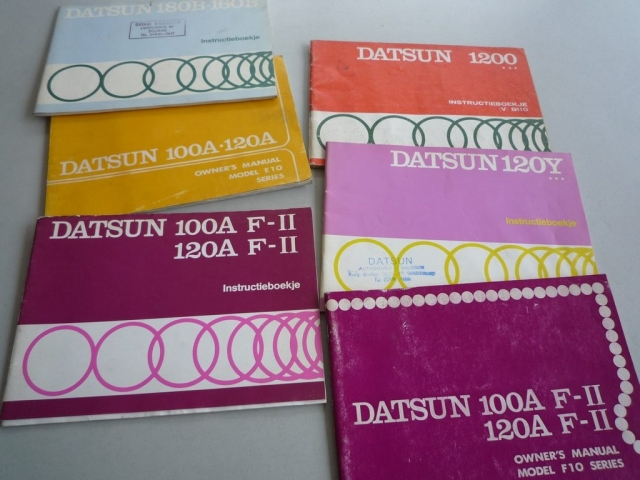 DATSUN 180B·160B
Instructieboekje
DATSUN 1200
INSTRUCTIEBOEKJE
V B110
DATSUN 100A·120A
OWNER'S MANUAL
MODEL F10
SERIES
DATSUN 120Y
Instructieboekje
DATSUN
DATSUN 100A F-II
120A F-II
Instructieboekje
DATSUN 100A F-II
120A F-II
OWNER'S MANUAL
MODEL F10 SERIES